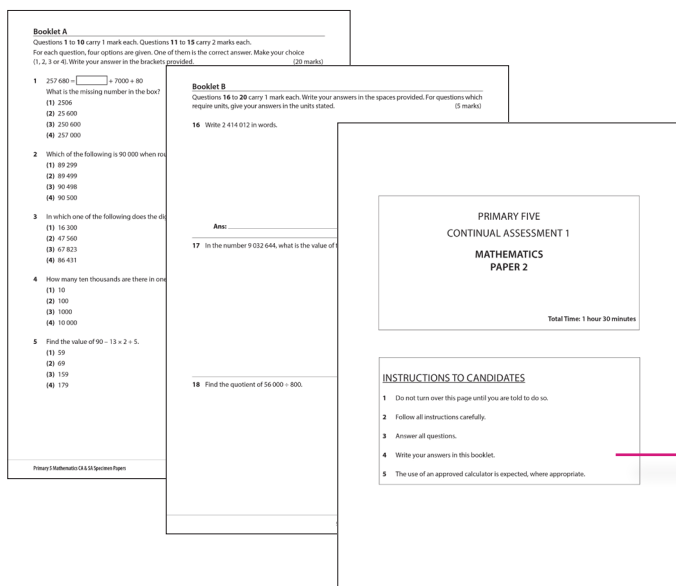 Booklet A
Questions 1 to 10 carry 1 mark each. Questions 11 to 15 carry 2 marks each.
For each question, four options are given. One of them is the correct answer. Make your choice
(1, 2, 3 or 4). Write your answer in the brackets provided. (20 marks)
1 257 680 = + 7000 + 80
What is the missing number in the box?
(1) 2506
(2) 25 600
(3) 250 600
(4) 257 000
2 Which of the following is 90 000 when
(1) 89 299
(2) 89 499
(3) 90 498
(4) 90 500
3 In which one of the following does the
(1) 16 300
(2) 47 560
(3) 67 823
(4) 86 431
4 How many ten thousands are there in one
(1) 10
(2) 100
(3) 1000
(4) 10 000
5 Find the value of 90 – 13 × 2 + 5.
(1) 59
(2) 69
(3) 159
(4) 179
Primary 5 Mathematics CA & SA Specimen Papers
Booklet B
Questions 16 to 20 carry 1 mark each. Write your answers in the spaces provided. For questions which
require units, give your answers in the units stated. (5 marks)
16 Write 2 414 012 in words.
Ans:
17 In the number 9 032 644, what is the value of
18 Find the quotient of 56 000 ÷ 800.
PRIMARY FIVE
CONTINUAL ASSESSMENT 1
MATHEMATICS
PAPER 2
Total Time: 1 hour 30 minutes
INSTRUCTIONS TO CANDIDATES
1 Do not turn over this page until you are told to do so.
2 Follow all instructions carefully.
3 Answer all questions.
4 Write your answers in this booklet.
5 The use of an approved calculator is expected, where appropriate.